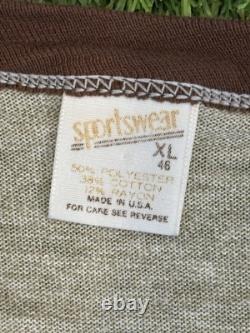 sportswear
XL
46
50% POLYESTER
38% COTTON
12% RAYON
MADE IN U.S.A.
FOR CARE SEE REVERSE